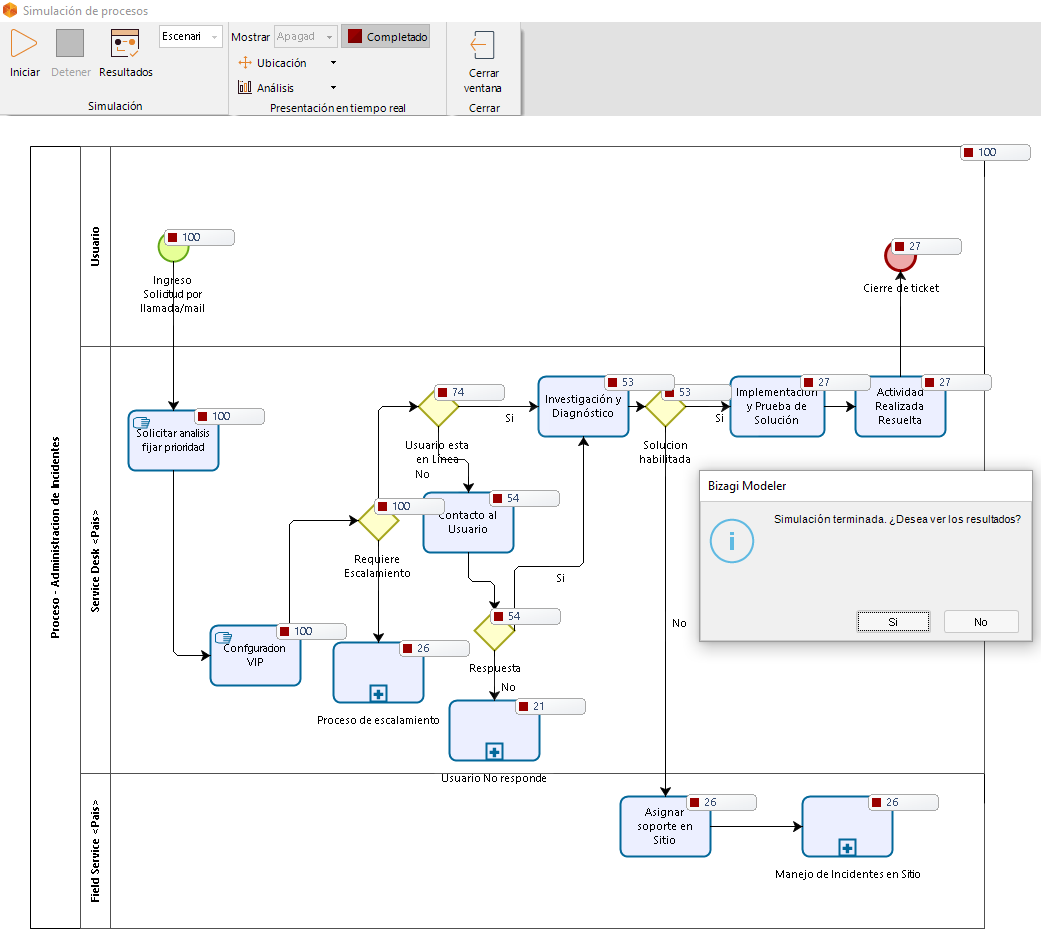 Simulación de procesos
Escenari
Mostrar
Apagad
Completado
Ubicación
Análisis
Iniciar
Detener
Resultados
Cerrar
ventana
Simulación
Presentación en tiempo real
Cerrar
100
Proceso - Administracion de Incidentes
Usuario
100
Ingreso
Solicitud por
llamada/mail
27
Cierre de ticket
Service Desk <Pais>
100
Solicitar analisis
fijar prioridad
74
Usuario esta
en Linea
Si
No
53
Investigación y
Diagnóstico
53
Solucion
habilitada
Si
27
Implementación
y Prueba de
Solución
27
Actividad
Realizada
Resuelta
100
Requiere
Escalamiento
54
Contacto al
Usuario
Si
54
Respuesta
No
No
100
Confguracion
VIP
26
Proceso de escalamiento
21
Usuario No responde
Bizagi Modeler
Simulación terminada. ¿Desea ver los resultados?
Si
No
Field Service <Pais>
26
Asignar
soporte en
Sitio
26
Manejo de Incidentes en Sitio